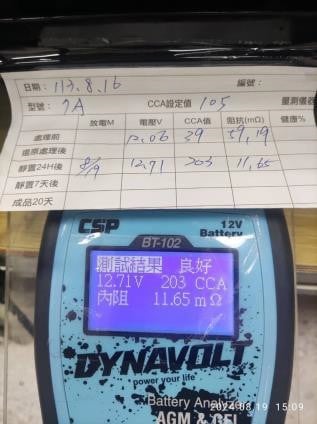 日期: 113.8.16 編號:
型號: 7A CCA設定值 105 量測儀器
放電M 電壓V CCA值 阻抗(mΩ) 健康%
處理前 12.06 39 59.19
還原處理後
靜置24H後 8/19 12.71 203 11.65
靜置7天後
成品20天
CSP 12V
Battery
BT-102
測試結果 良好
12.71V 203 CCA
內阻 11.65 mΩ
DYNAVOLT
power your life
Battery Analyzer
AGM & GEL
2024.08.19 15:09